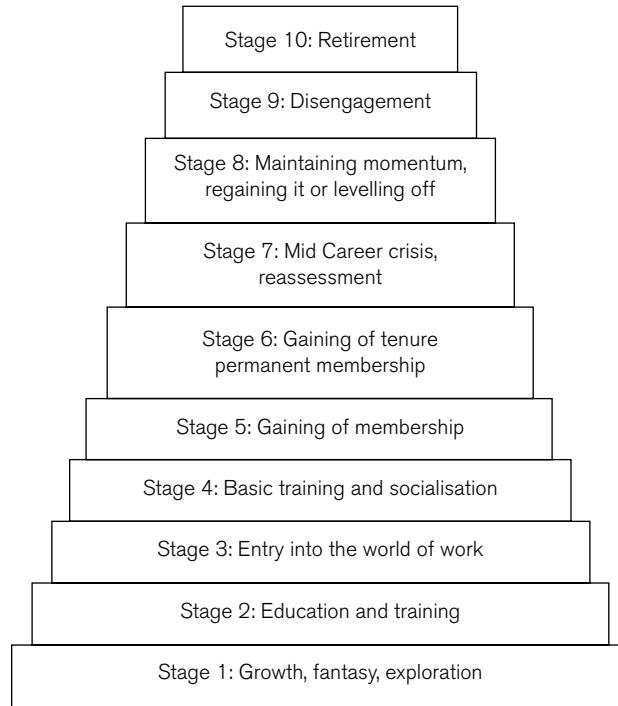 Stage 10: Retirement
Stage 9: Disengagement
Stage 8: Maintaining momentum,
regaining it or levelling off
Stage 7: Mid Career crisis,
reassessment
Stage 6: Gaining of tenure
permanent membership
Stage 5: Gaining of membership
Stage 4: Basic training and socialisation
Stage 3: Entry into the world of work
Stage 2: Education and training
Stage 1: Growth, fantasy, exploration